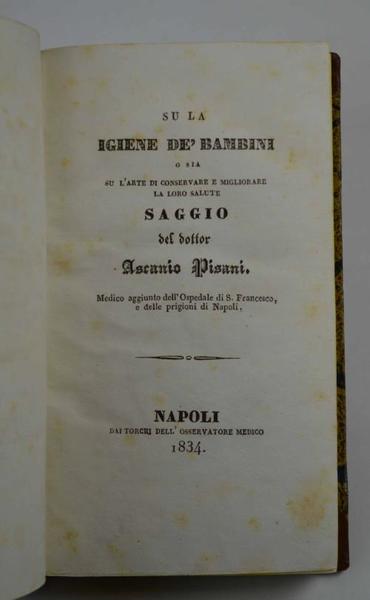 SU LA
IGIENE DE' BAMBINI
O SIA
SU L'ARTE DI CONSERVARE E MIGLIORARE
LA LORO SALUTE
SAGGIO
del dottor
Ascanio Pisani.
Medico aggiunto dell'Ospedale di S. Francesco,
e delle prigioni di Napoli.
NAPOLI
DAI TORCHI DELL'OSSERVATORE MEDICO
1834.